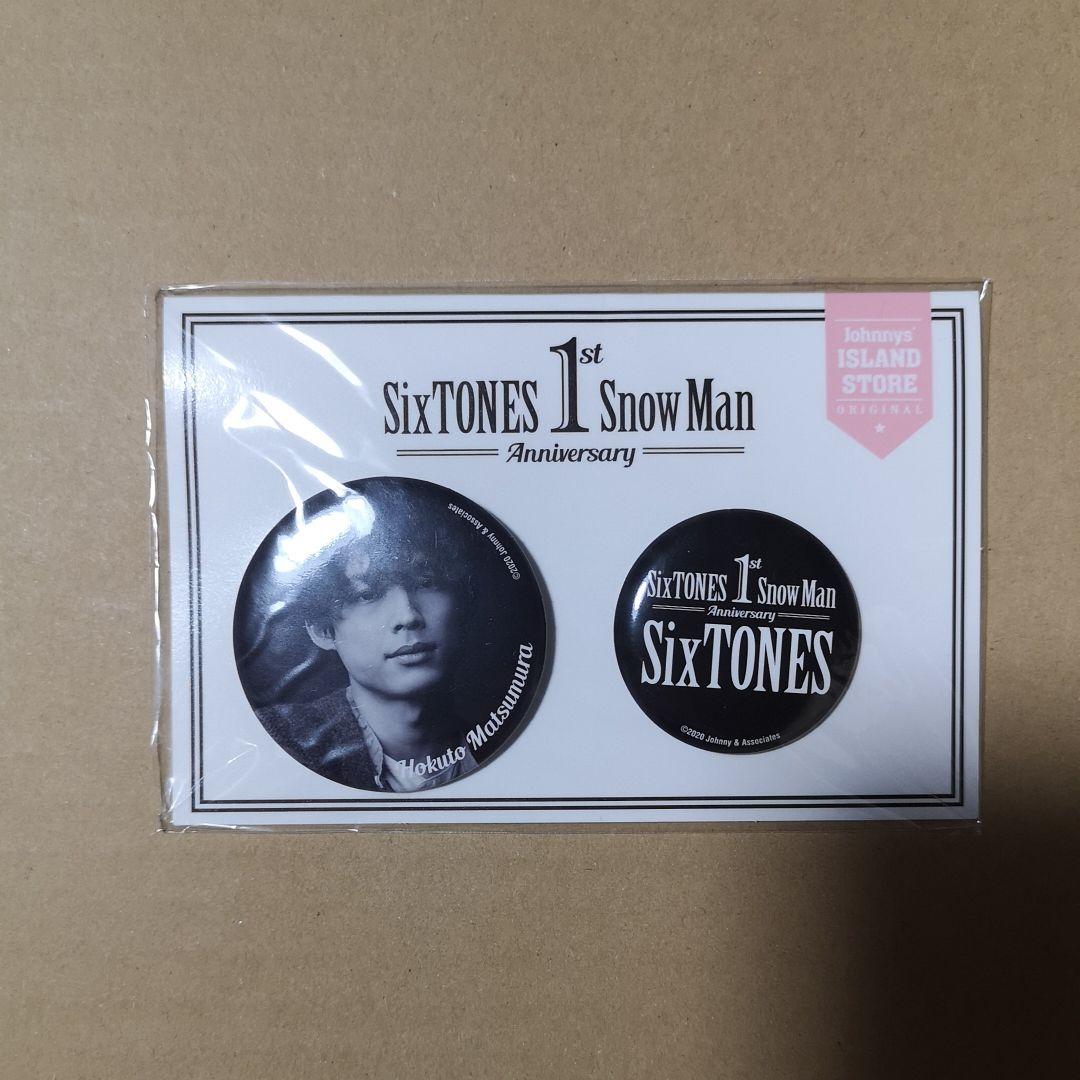 SixTONES 1st Snow Man
Anniversary
Johnnys'
ISLAND
STORE
ORIGINAL
©2020 Johnny & Associates
Hokuto Matsumura
SixTONES 1st Snow Man
Anniversary
SixTONES
©2020 Johnny & Associates